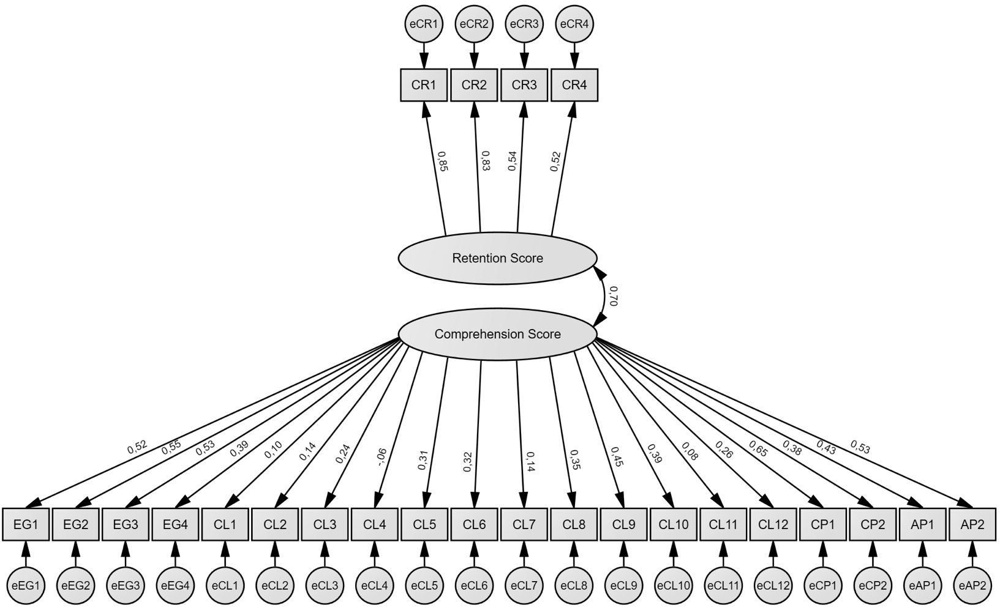 eCR1 eCR2 eCR3 eCR4
CR1 CR2 CR3 CR4
0,85 0,83 0,54 0,52
Retention Score
0,70
Comprehension Score
0,52 0,55 0,53 0,39 0,10 0,14 0,24 -,06 0,31 0,32 0,14 0,35 0,45 0,39 0,08 0,26 0,65 0,38 0,43 0,53
EG1 EG2 EG3 EG4 CL1 CL2 CL3 CL4 CL5 CL6 CL7 CL8 CL9 CL10 CL11 CL12 CP1 CP2 AP1 AP2
eEG1 eEG2 eEG3 eEG4 eCL1 eCL2 eCL3 eCL4 eCL5 eCL6 eCL7 eCL8 eCL9 eCL10 eCL11 eCL12 eCP1 eCP2 eAP1 eAP2